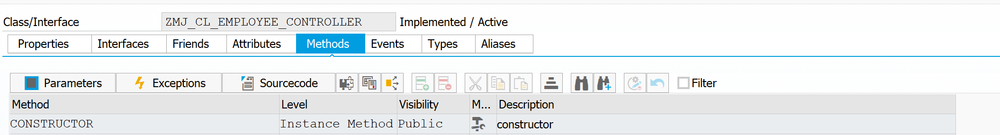 Class/Interface ZMJ_CL_EMPLOYEE_CONTROLLER Implemented / Active
Properties Interfaces Friends Attributes Methods Events Types Aliases
Parameters Exceptions Sourcecode Filter
Method Level Visibility M... Description
CONSTRUCTOR Instance Method Public constructor